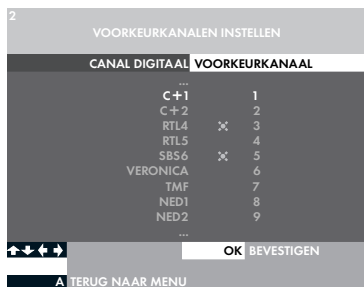 2
VOORKEURKANALEN INSTELLEN
CANAL DIGITAAL VOORKEURKANAAL
...
C+1 1
C+2 2
RTL4 3
RTL5 4
SBS6 5
VERONICA 6
TMF 7
NED1 8
NED2 9
...
OK BEVESTIGEN
A TERUG NAAR MENU